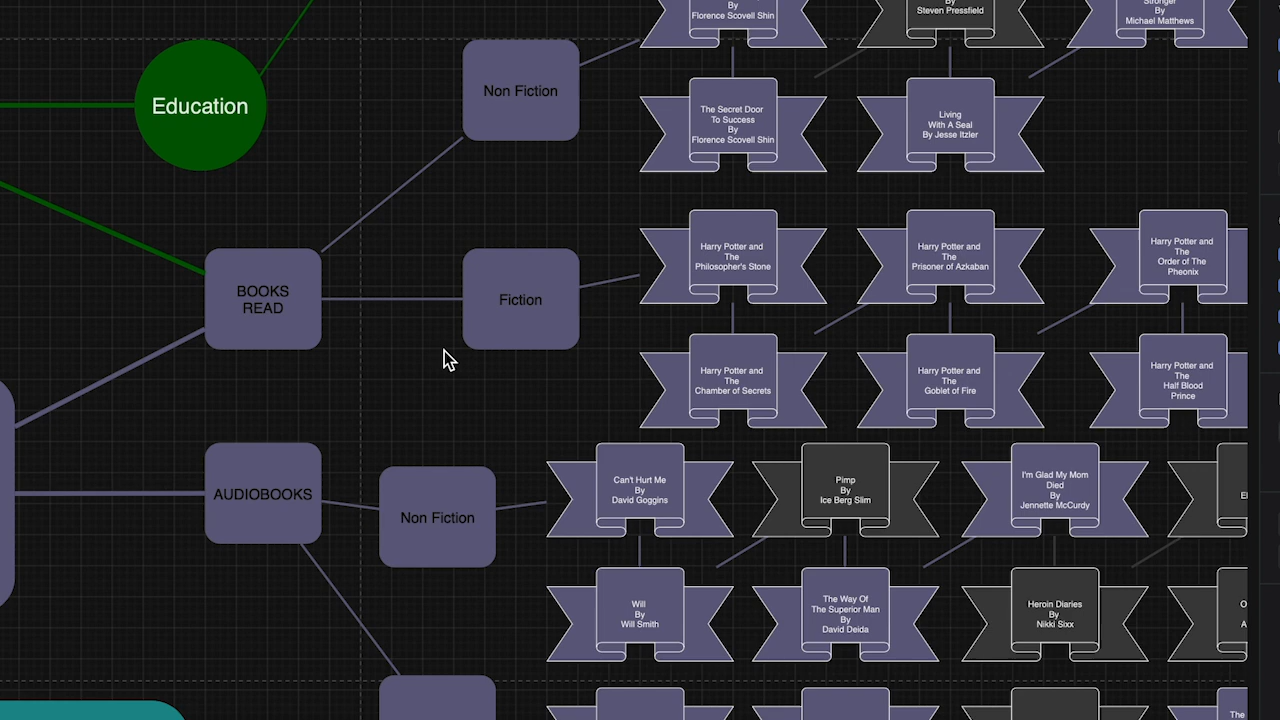 By
Florence Scovell Shin
By
Steven Pressfield
Stronger
By
Michael Matthews
Education
Non Fiction
The Secret Door
To Success
By
Florence Scovell Shin
Living
With A Seal
By Jesse Itzler
BOOKS
READ
Fiction
Harry Potter and
The
Philosopher's Stone
Harry Potter and
The
Prisoner of Azkaban
Harry Potter and
The
Order of The
Pheonix
Harry Potter and
The
Chamber of Secrets
Harry Potter and
The
Goblet of Fire
Harry Potter and
The
Half Blood
Prince
AUDIOBOOKS
Non Fiction
Can't Hurt Me
By
David Goggins
Pimp
By
Ice Berg Slim
I'm Glad My Mom
Died
By
Jennette McCurdy
Will
By
Will Smith
The Way Of
The Superior Man
By
David Deida
Heroin Diaries
By
Nikki Sixx
The